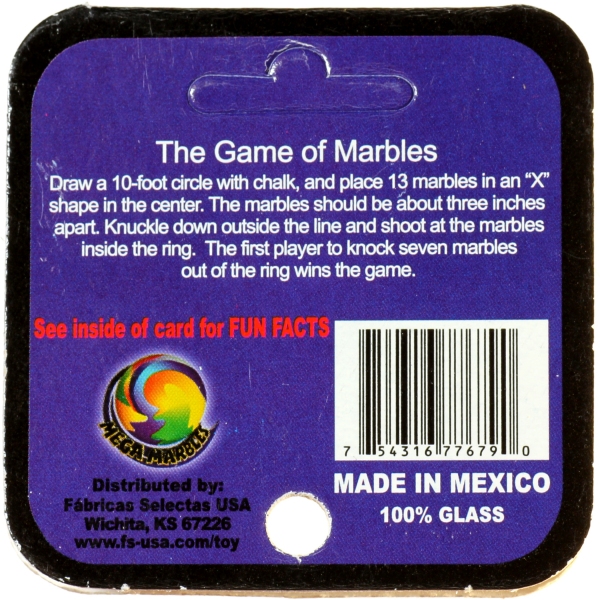 The Game of Marbles
Draw a 10-foot circle with chalk, and place 13 marbles in an “X”
shape in the center. The marbles should be about three inches
apart. Knuckle down outside the line and shoot at the marbles
inside the ring. The first player to knock seven marbles
out of the ring wins the game.
See inside of card for FUN FACTS
MEGA-MARBLES
Distributed by:
Fábricas Selectas USA
Wichita, KS 67226
www.fs-usa.com/toy
7 54316 77679 0
MADE IN MEXICO
100% GLASS